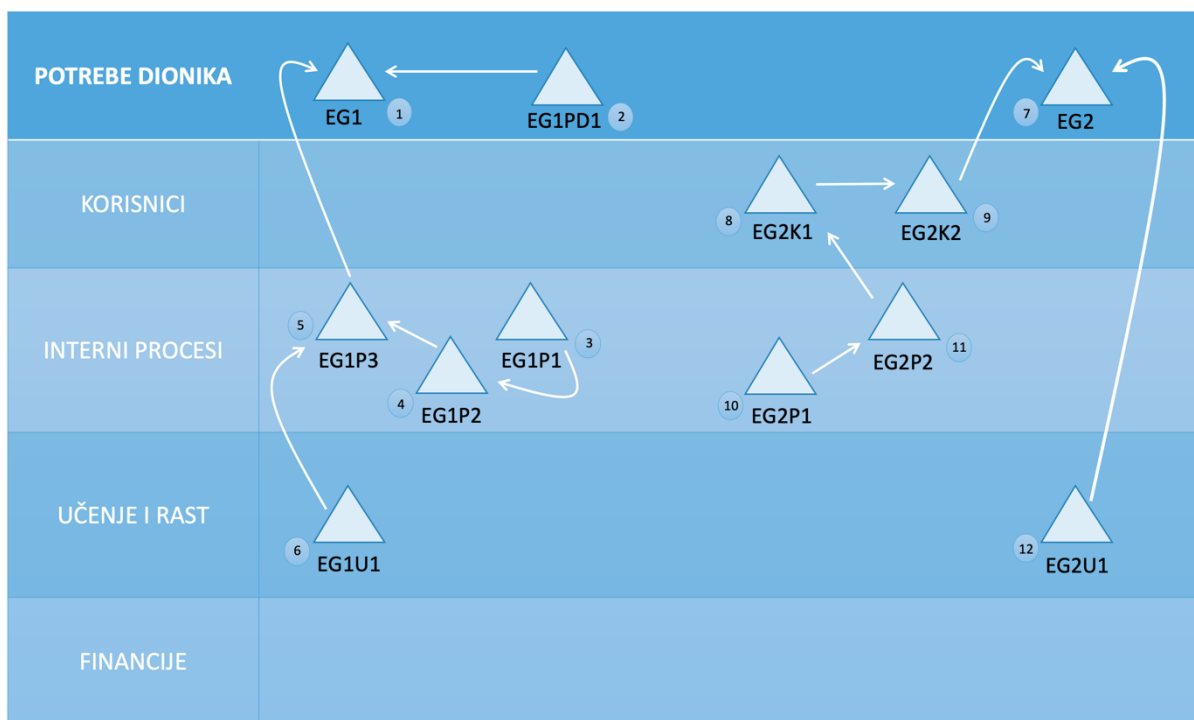 POTREBE DIONIKA
EG1
1
EG1PD1
2
7
EG2
KORISNICI
8
EG2K1
EG2K2
9
INTERNI PROCESI
5
EG1P3
4
EG1P2
EG1P1
3
10
EG2P1
EG2P2
11
UČENJE I RAST
6
EG1U1
12
EG2U1
FINANCIJE